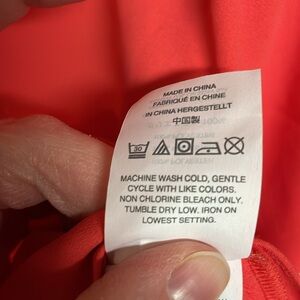 MADE IN CHINA
FABRIQUÉ EN CHINE
IN CHINA HERGESTELLT
中国製
30
MACHINE WASH COLD, GENTLE
CYCLE WITH LIKE COLORS.
NON CHLORINE BLEACH ONLY.
TUMBLE DRY LOW. IRON ON
LOWEST SETTING.